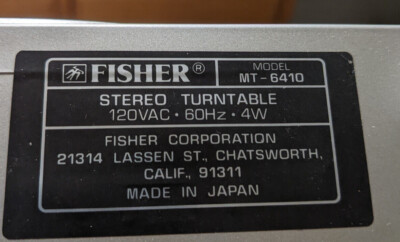 FISHER® MODEL
MT-6410
STEREO TURNTABLE
120VAC · 60Hz · 4W
FISHER CORPORATION
21314 LASSEN ST., CHATSWORTH,
CALIF., 91311
MADE IN JAPAN